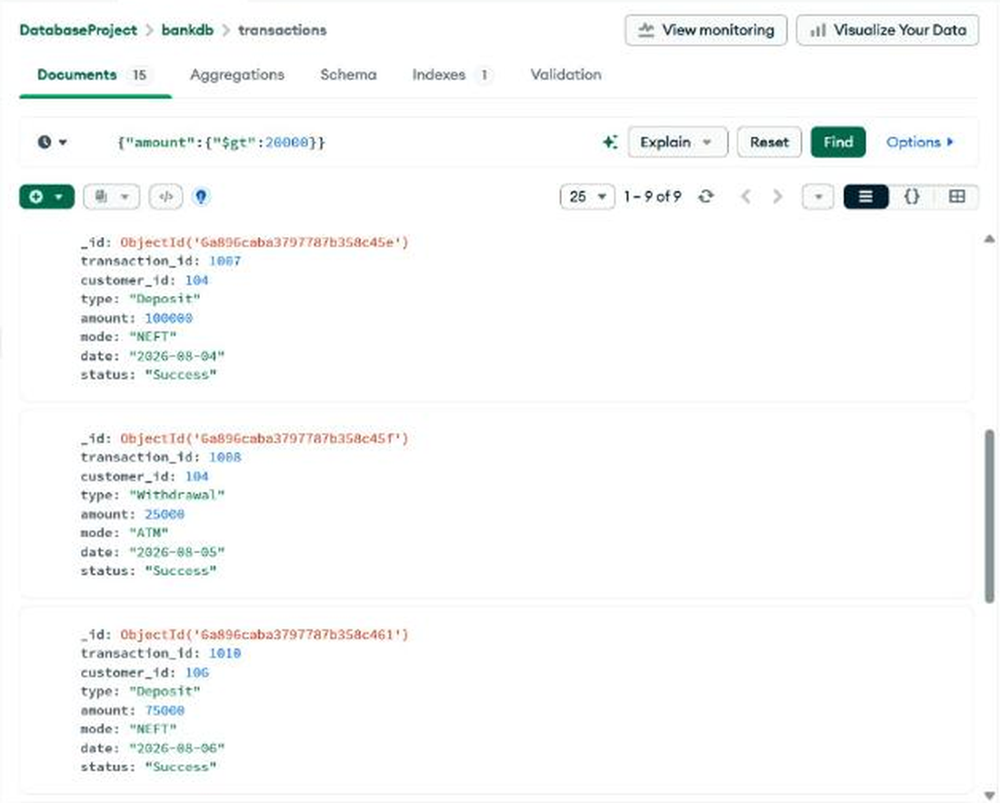 DatabaseProject > bankdb > transactions
View monitoring
Visualize Your Data
Documents 15 Aggregations Schema Indexes 1 Validation
{"amount":{"$gt":20000}}
Explain Reset Find Options
25 1 – 9 of 9
_id: ObjectId('6a896caba3797787b358c45e')
transaction_id: 1007
customer_id: 104
type: "Deposit"
amount: 100000
mode: "NEFT"
date: "2026-08-04"
status: "Success"
_id: ObjectId('6a896caba3797787b358c45f')
transaction_id: 1008
customer_id: 104
type: "Withdrawal"
amount: 25000
mode: "ATM"
date: "2026-08-05"
status: "Success"
_id: ObjectId('6a896caba3797787b358c461')
transaction_id: 1010
customer_id: 106
type: "Deposit"
amount: 75000
mode: "NEFT"
date: "2026-08-06"
status: "Success"